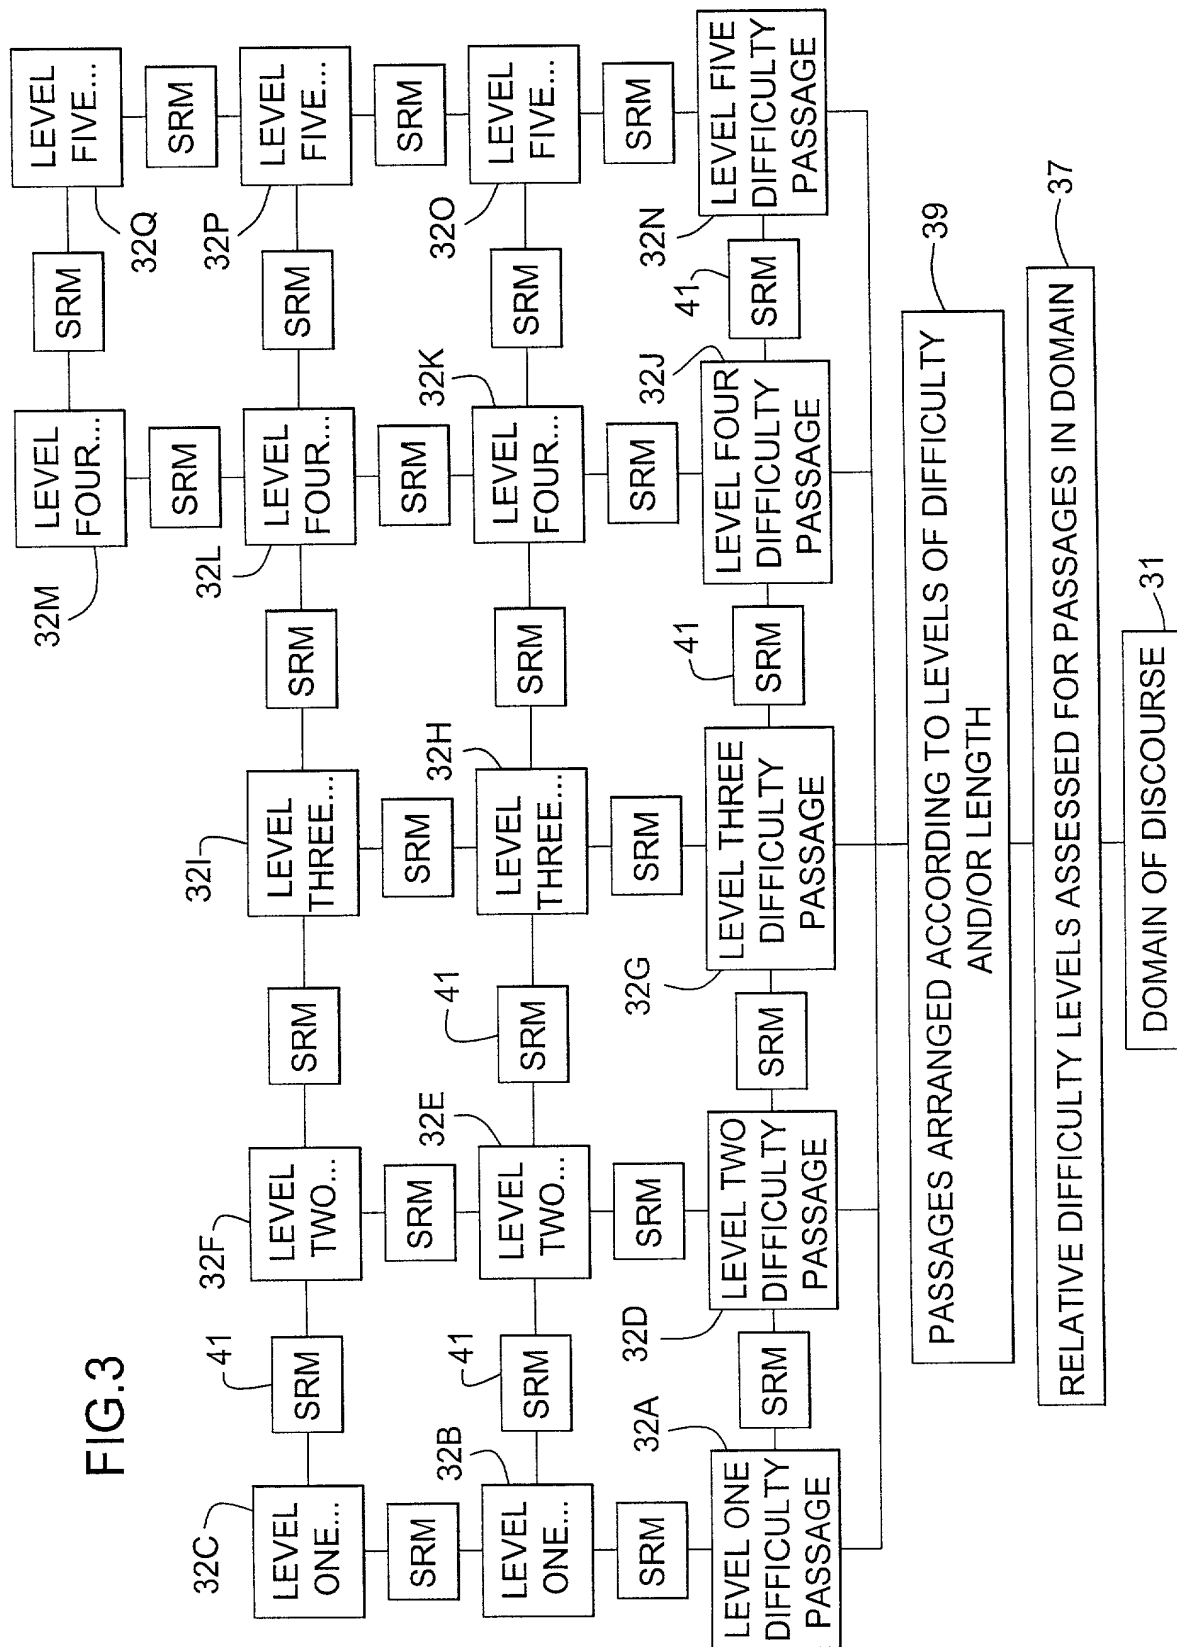 FIG.3
LEVEL
FOUR...
SRM
LEVEL
FIVE...
32M
32Q
SRM
SRM
32C
41
32F
32I
32L
32P
LEVEL
ONE...
SRM
LEVEL
TWO...
SRM
LEVEL
THREE...
SRM
LEVEL
FOUR...
SRM
LEVEL
FIVE...
SRM
SRM
SRM
SRM
SRM
32B
41
32E
41
32H
32K
32O
LEVEL
ONE...
SRM
LEVEL
TWO...
SRM
LEVEL
THREE...
SRM
LEVEL
FOUR...
SRM
LEVEL
FIVE...
SRM
SRM
SRM
SRM
SRM
32A
32D
32G
41
32J
41
32N
LEVEL ONE
DIFFICULTY
PASSAGE
SRM
LEVEL TWO
DIFFICULTY
PASSAGE
SRM
LEVEL THREE
DIFFICULTY
PASSAGE
SRM
LEVEL FOUR
DIFFICULTY
PASSAGE
SRM
LEVEL FIVE
DIFFICULTY
PASSAGE
PASSAGES ARRANGED ACCORDING TO LEVELS OF DIFFICULTY
AND/OR LENGTH
39
RELATIVE DIFFICULTY LEVELS ASSESSED FOR PASSAGES IN DOMAIN
37
DOMAIN OF DISCOURSE
31